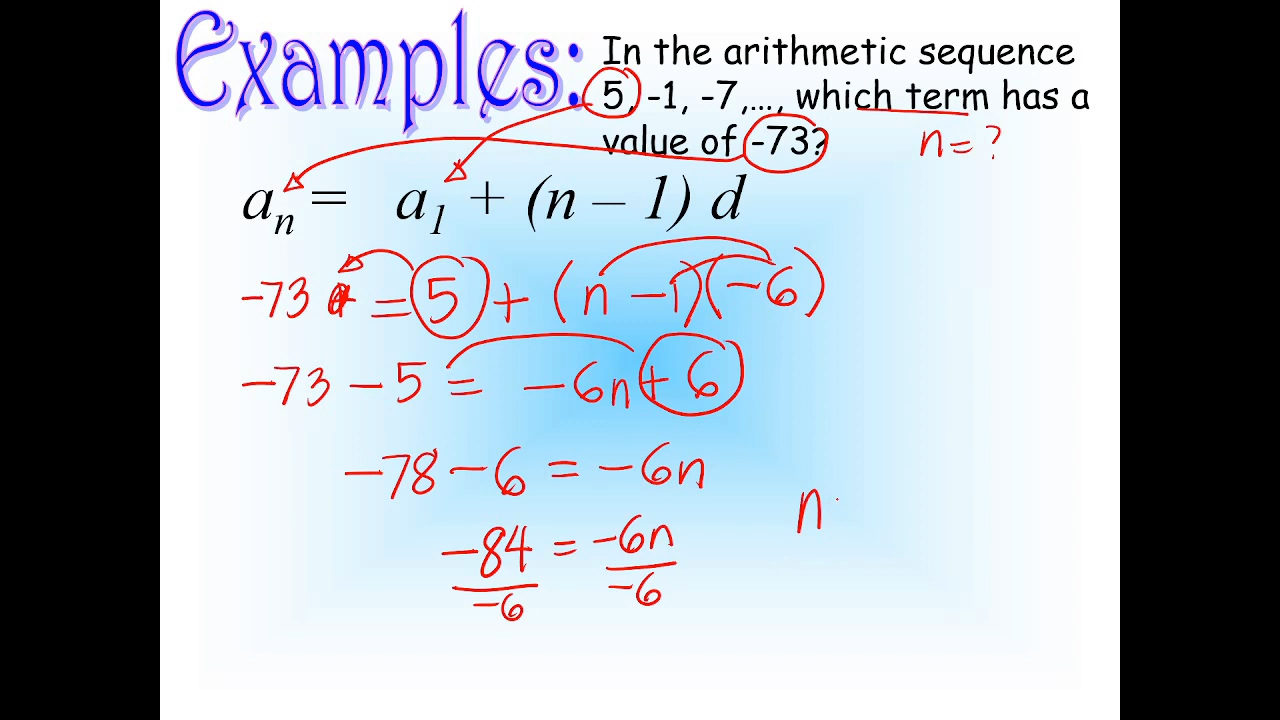 Examples:
In the arithmetic sequence
5, -1, -7,…, which term has a
value of -73?
n = ?
aₙ = a₁ + (n – 1) d
-73 = 5 + (n - 1)(-6)
-73 - 5 = -6n + 6
-78 - 6 = -6n
n
-84 = -6n
-6 -6